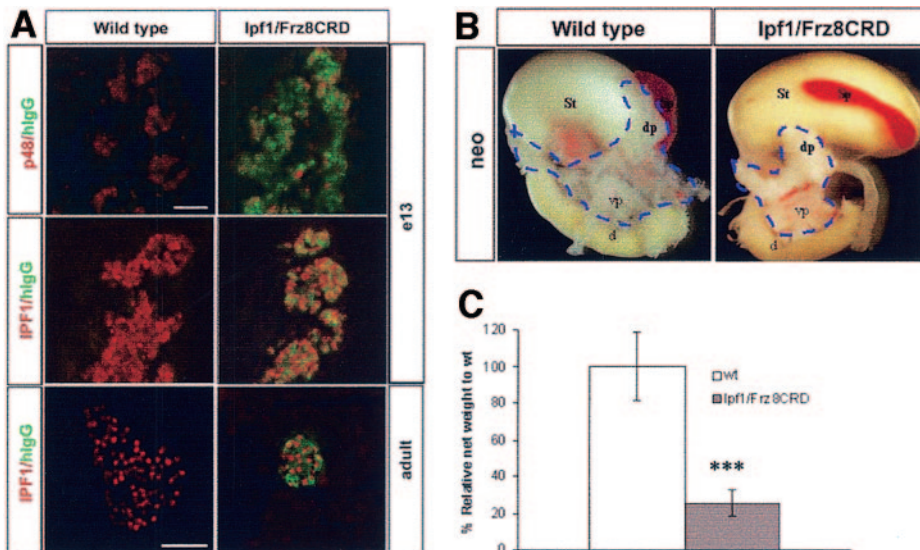 A
Wild type
Ipf1/Frz8CRD
p48/hIgG
e13
IPF1/hIgG
IPF1/hIgG
adult
B
Wild type
Ipf1/Frz8CRD
neo
St
dp
vp
d
St
Sp
dp
vp
d
C
% Relative net weight to wt
120
100
80
60
40
20
0
wt
Ipf1/Frz8CRD
***